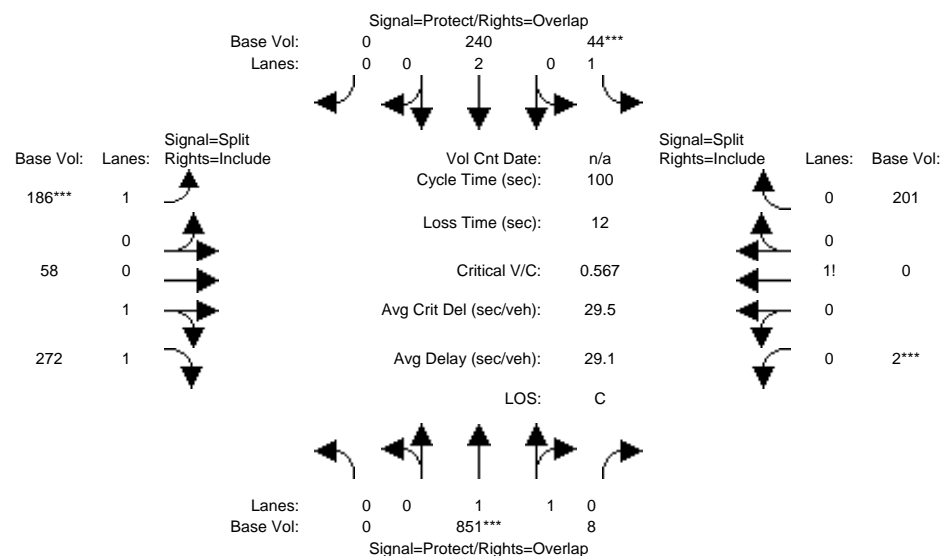 Signal=Protect/Rights=Overlap
Base Vol: 0 240 44***
Lanes: 0 0 2 0 1
Signal=Split
Rights=Include
Signal=Split
Rights=Include
Base Vol: Lanes:
Vol Cnt Date: n/a
Lanes: Base Vol:
Cycle Time (sec): 100
186*** 1
0 201
Loss Time (sec): 12
0
0
58 0
Critical V/C: 0.567
1! 0
1
Avg Crit Del (sec/veh): 29.5
0
272 1
Avg Delay (sec/veh): 29.1
0 2***
LOS: C
Lanes: 0 0 1 1 0
Base Vol: 0 851*** 8
Signal=Protect/Rights=Overlap